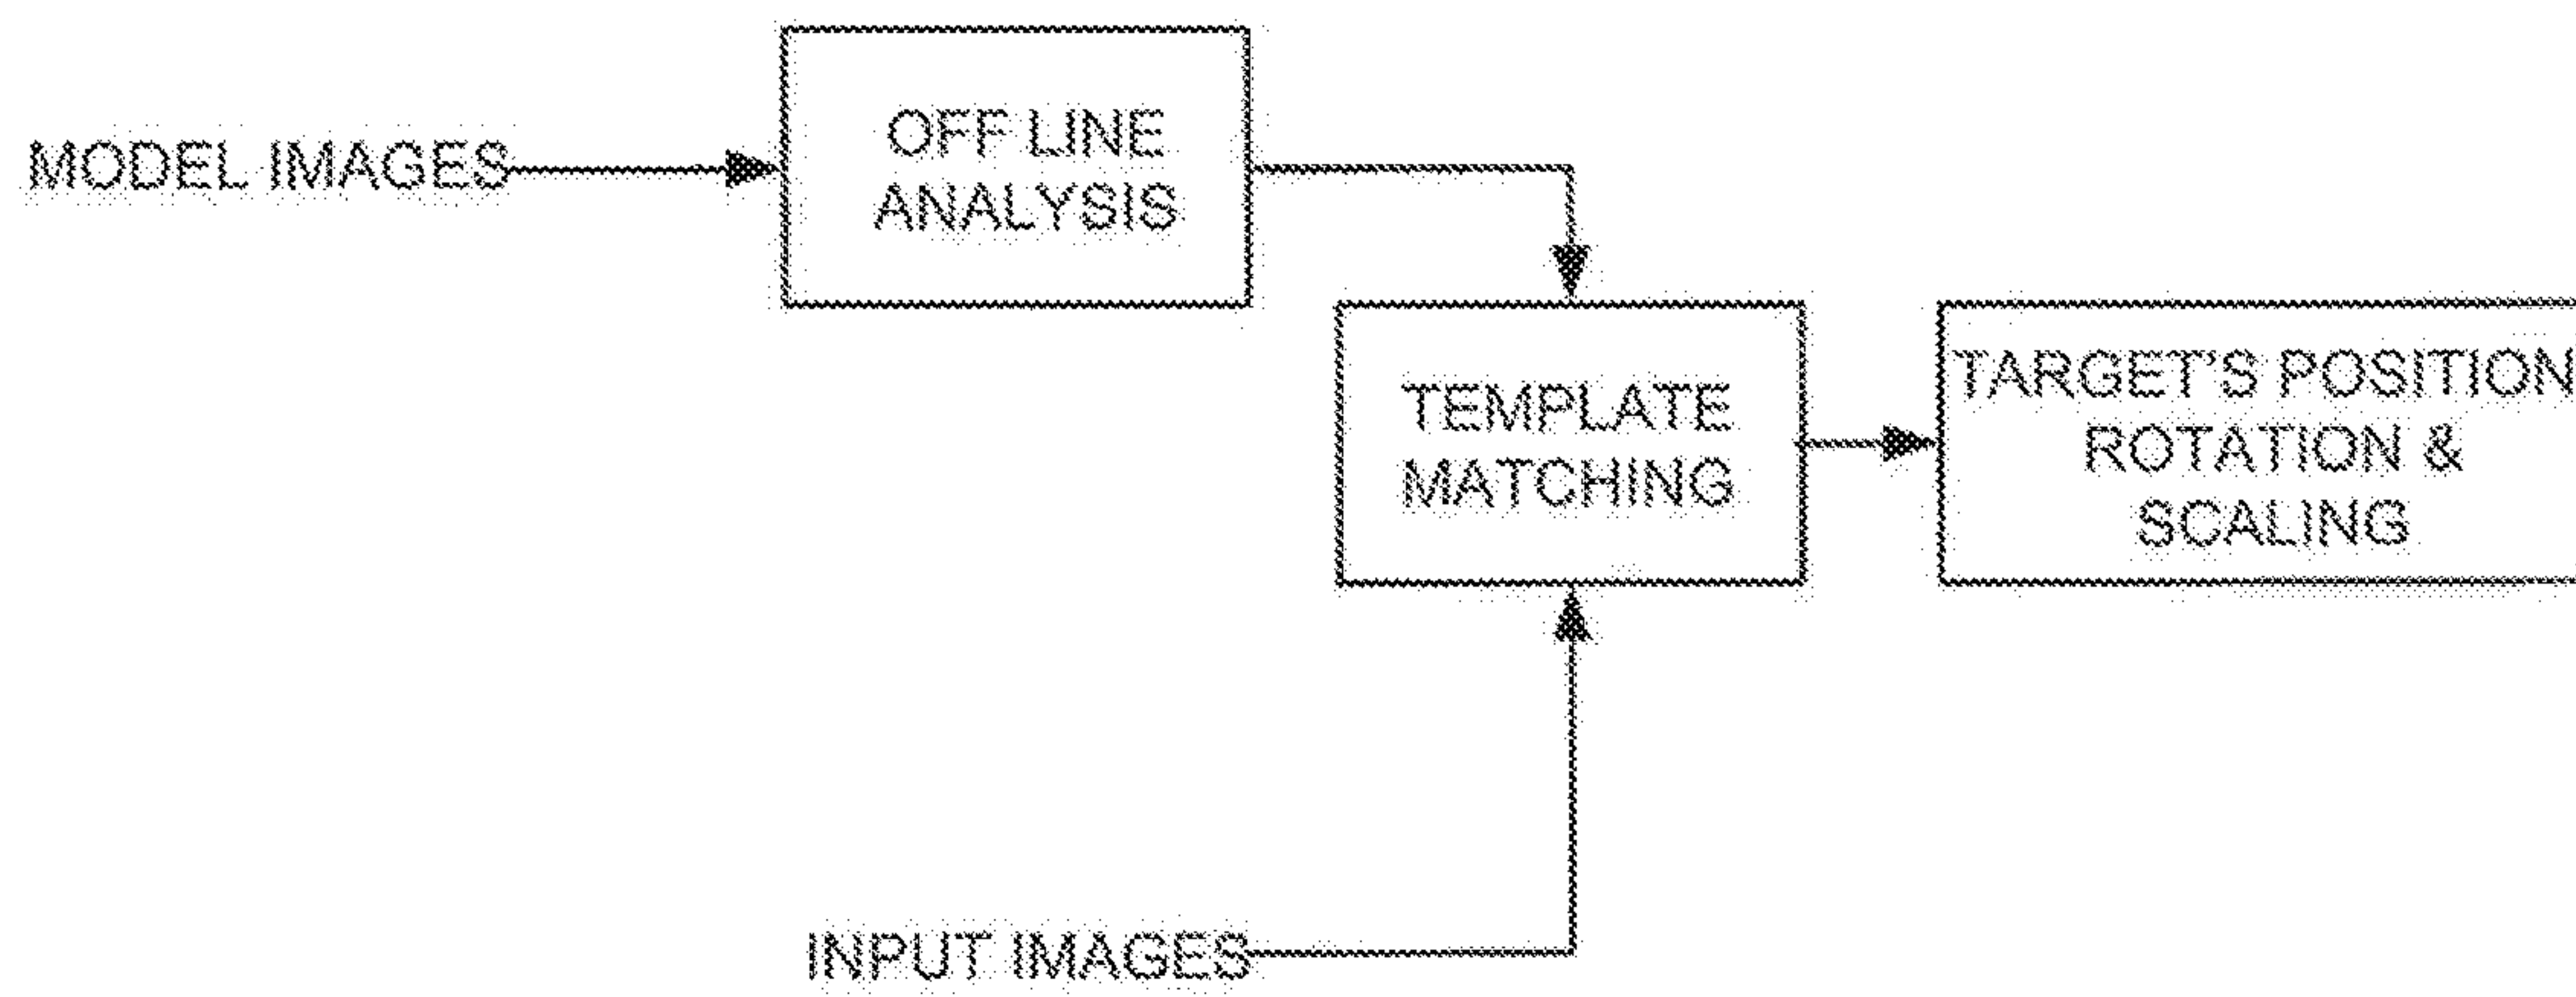 MODEL IMAGES
OFF LINE
ANALYSIS
TEMPLATE
MATCHING
TARGET'S POSITION
ROTATION &
SCALING
INPUT IMAGES